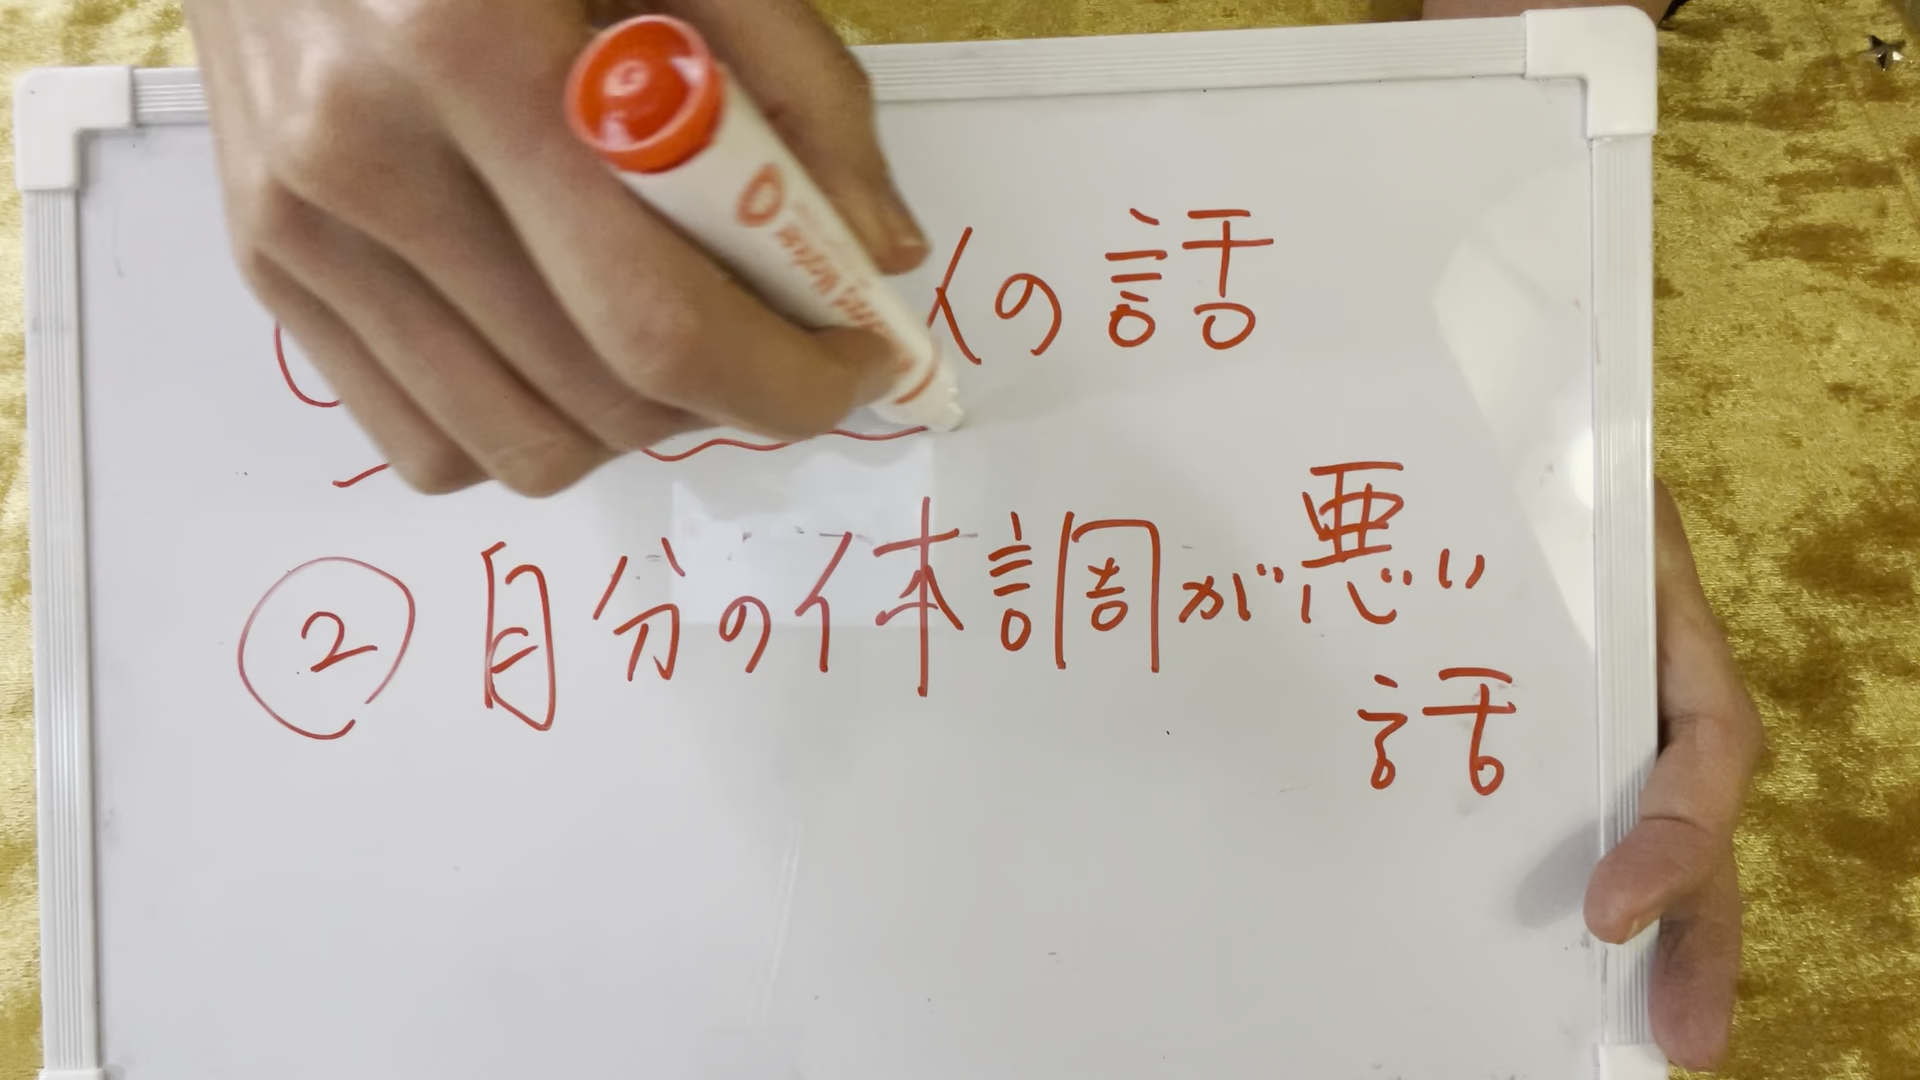 人の話
② 自分の体調が悪い
話